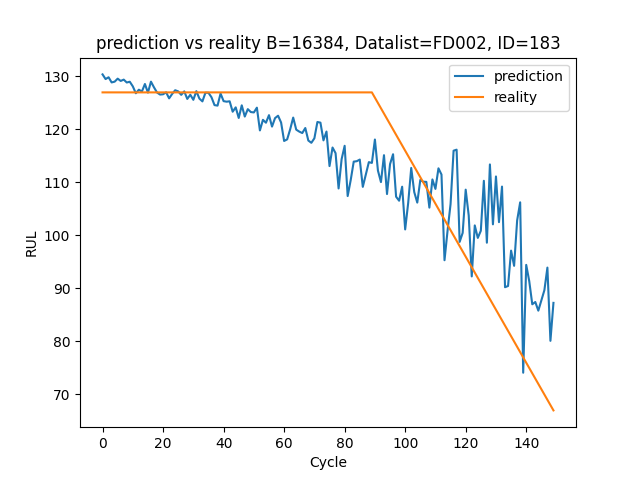 prediction vs reality B=16384, Datalist=FD002, ID=183
prediction
reality
130
120
110
100
90
80
70
RUL
0 20 40 60 80 100 120 140
Cycle